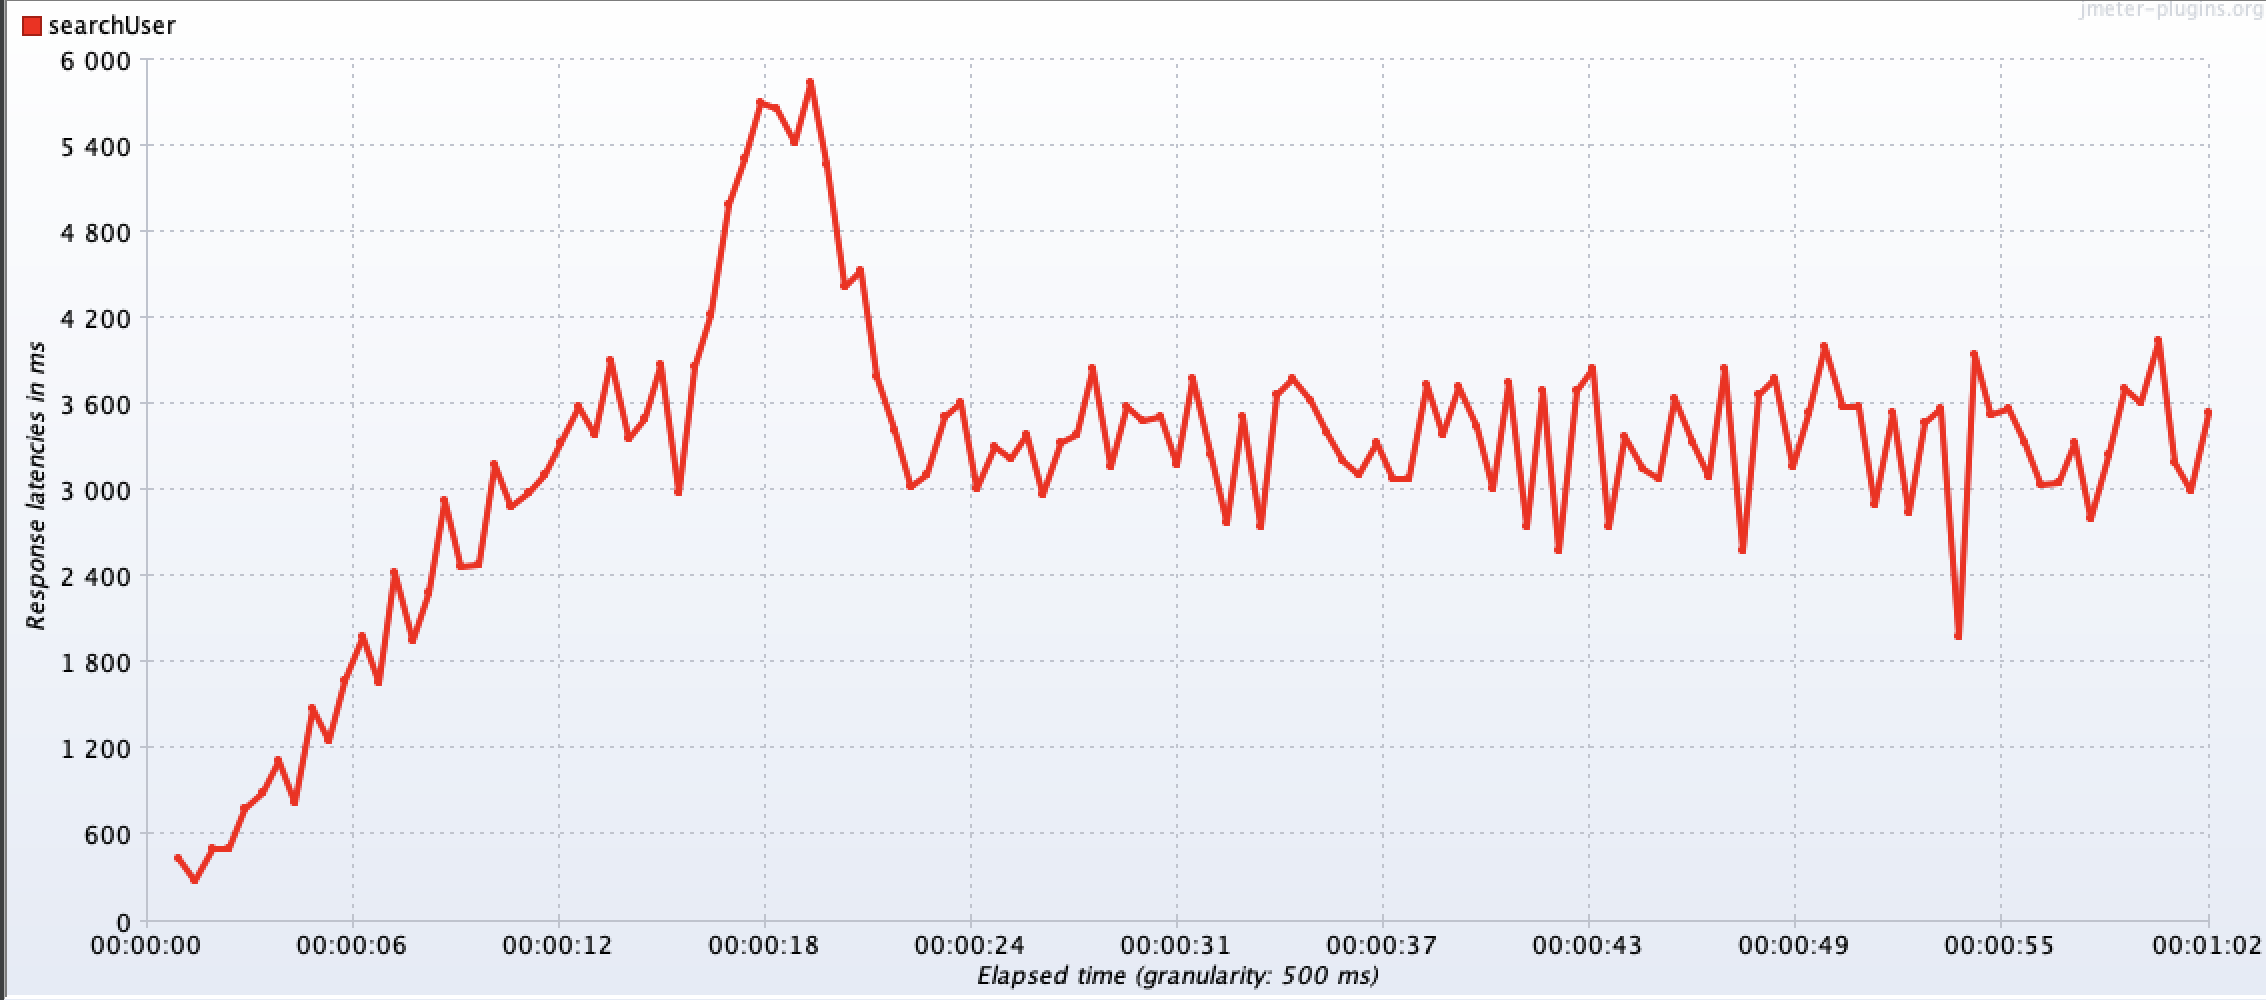 jmeter-plugins.org
searchUser
6 000
5 400
4 800
4 200
3 600
3 000
2 400
1 800
1 200
600
0
Response latencies in ms
00:00:00 00:00:06 00:00:12 00:00:18 00:00:24 00:00:31 00:00:37 00:00:43 00:00:49 00:00:55 00:01:02
Elapsed time (granularity: 500 ms)